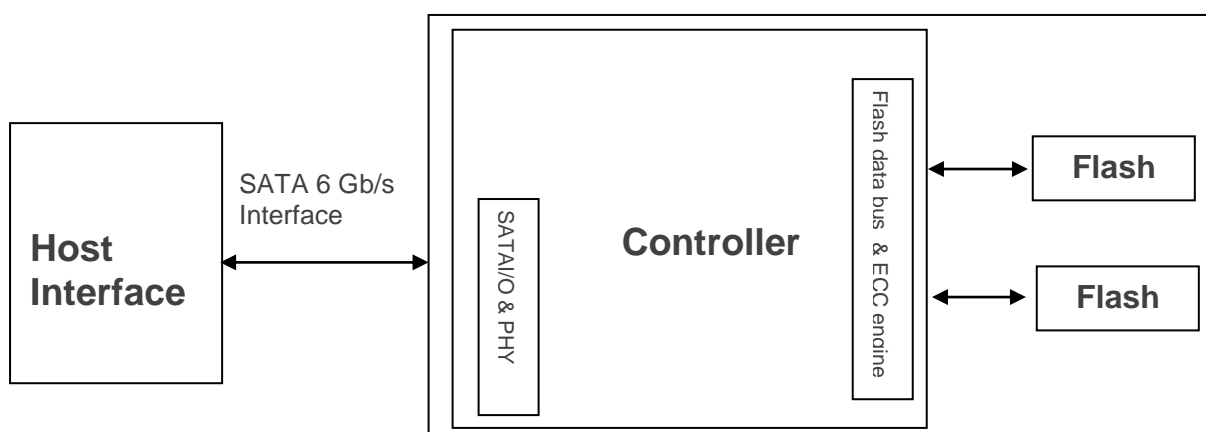 Host
Interface
SATA 6 Gb/s
Interface
SATAI/O & PHY
Controller
Flash data bus & ECC engine
Flash
Flash